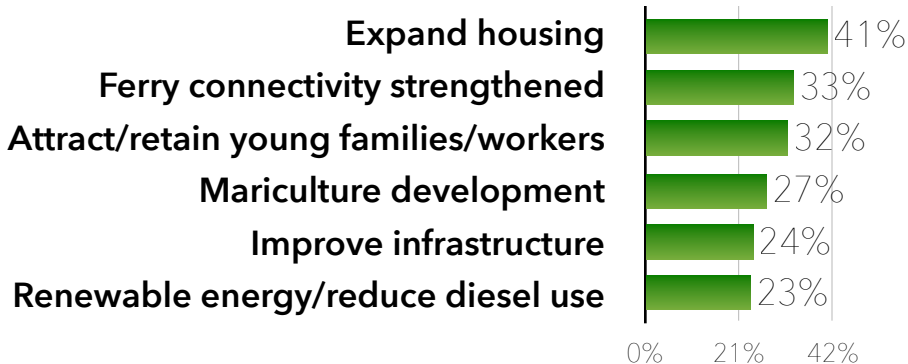 Expand housing 41%
Ferry connectivity strengthened 33%
Attract/retain young families/workers 32%
Mariculture development 27%
Improve infrastructure 24%
Renewable energy/reduce diesel use 23%
0% 21% 42%